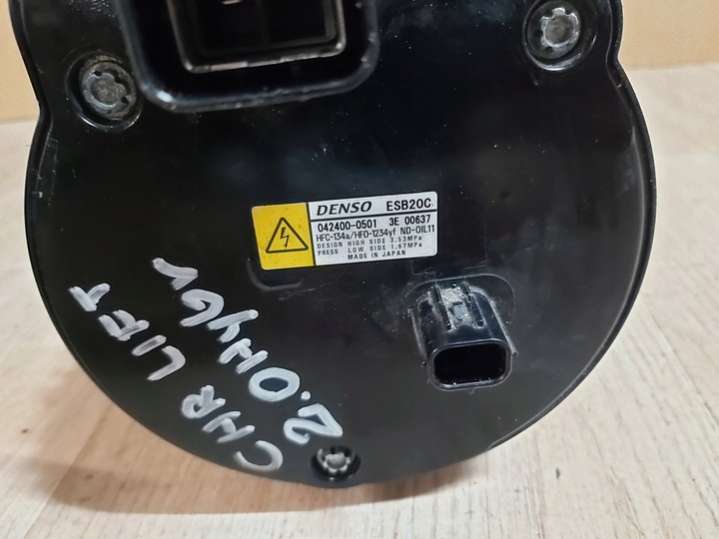 DENSO ESB20C
042400-0501 3E 00637
HFC-134a/HFO-1234yf ND-OIL11
DESIGN HIGH SIDE 3.53MPa
PRESS LOW SIDE 1.67MPa
MADE IN JAPAN
CHR LIFT
2.0HYBV